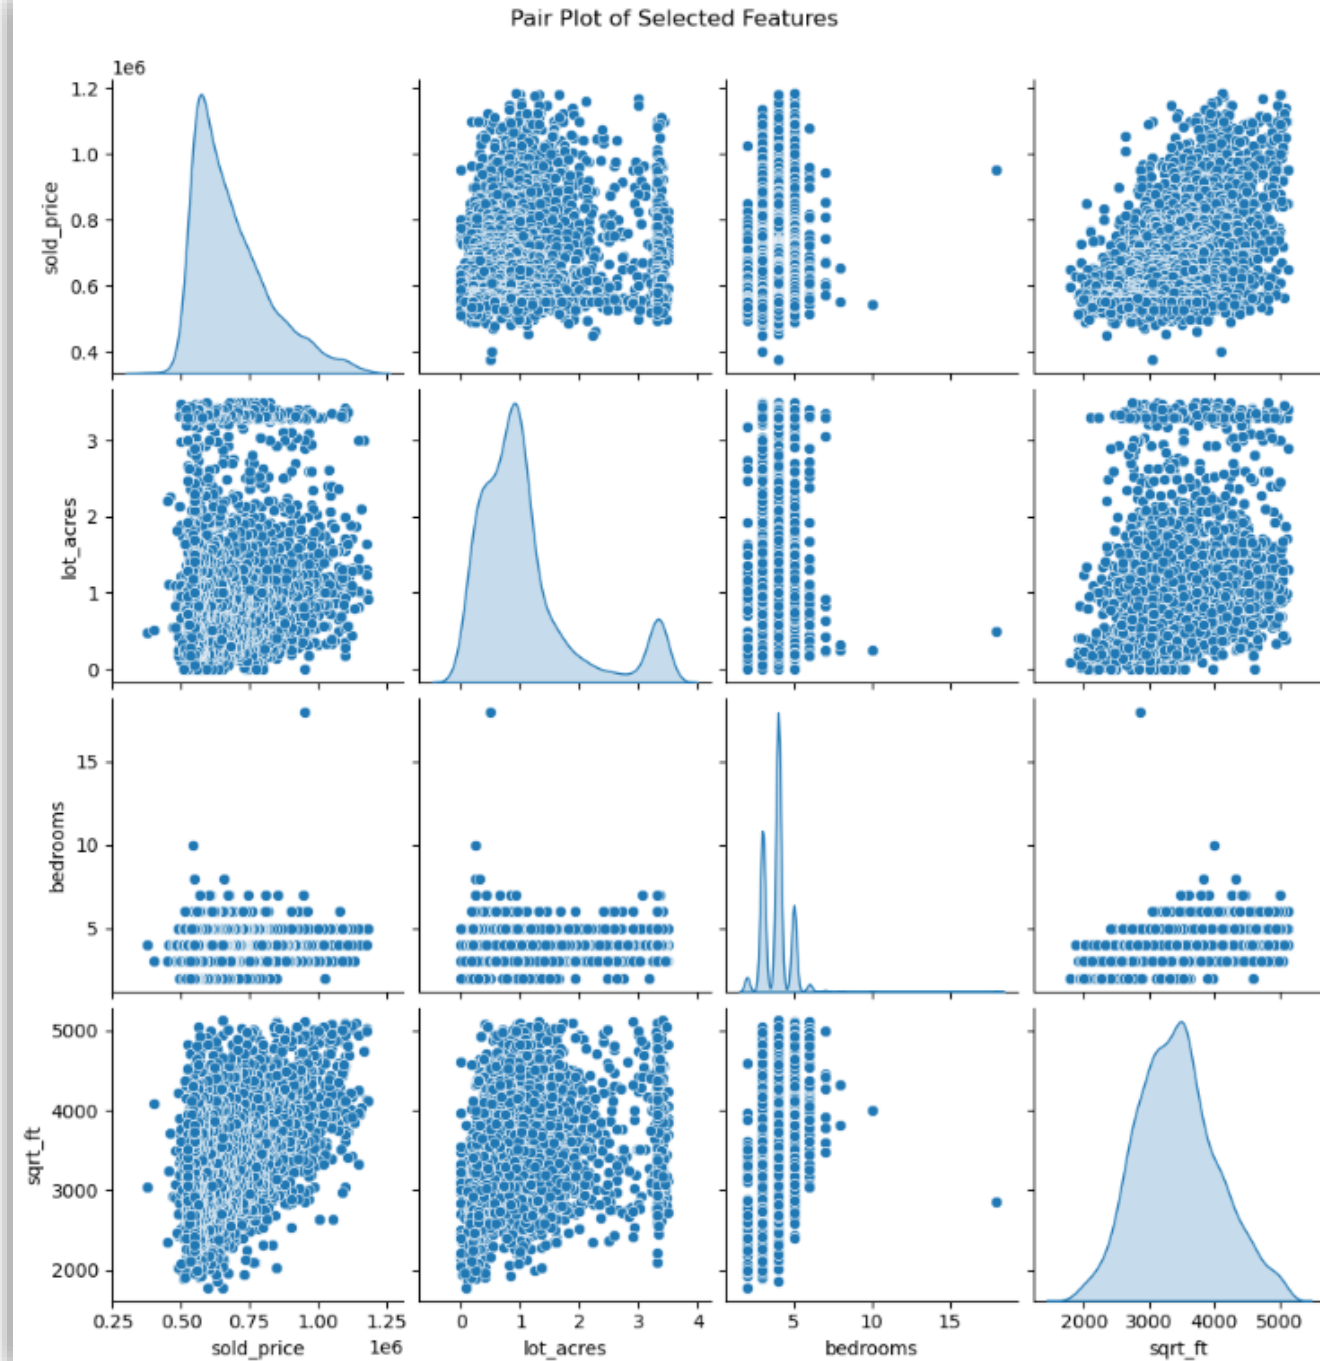 Pair Plot of Selected Features
1e6
1.2
1.0
0.8
0.6
0.4
sold_price
3
2
1
0
lot_acres
15
10
5
bedrooms
5000
4000
3000
2000
sqrt_ft
0.25 0.50 0.75 1.00 1e6
0 1 2 3 4
5 10 15
2000 3000 4000 5000
sold_price lot_acres bedrooms sqrt_ft